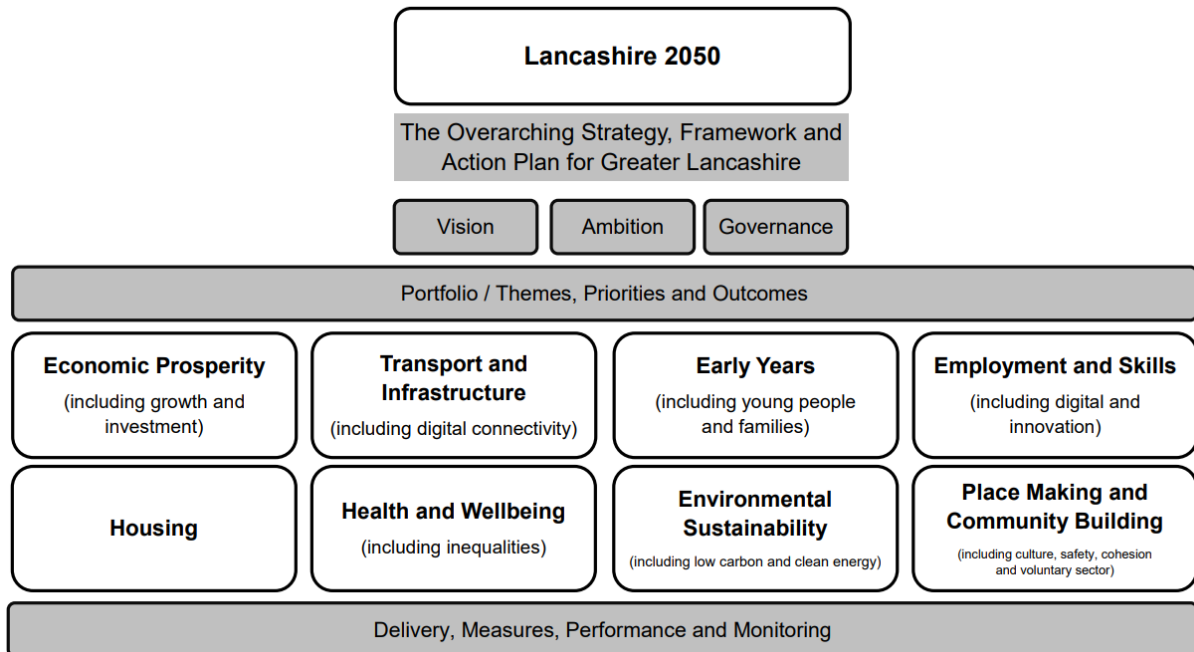 Lancashire 2050
The Overarching Strategy, Framework and
Action Plan for Greater Lancashire
Vision
Ambition
Governance
Portfolio / Themes, Priorities and Outcomes
Economic Prosperity
(including growth and
investment)
Transport and
Infrastructure
(including digital connectivity)
Early Years
(including young people
and families)
Employment and Skills
(including digital and
innovation)
Housing
Health and Wellbeing
(including inequalities)
Environmental
Sustainability
(including low carbon and clean energy)
Place Making and
Community Building
(including culture, safety, cohesion
and voluntary sector)
Delivery, Measures, Performance and Monitoring